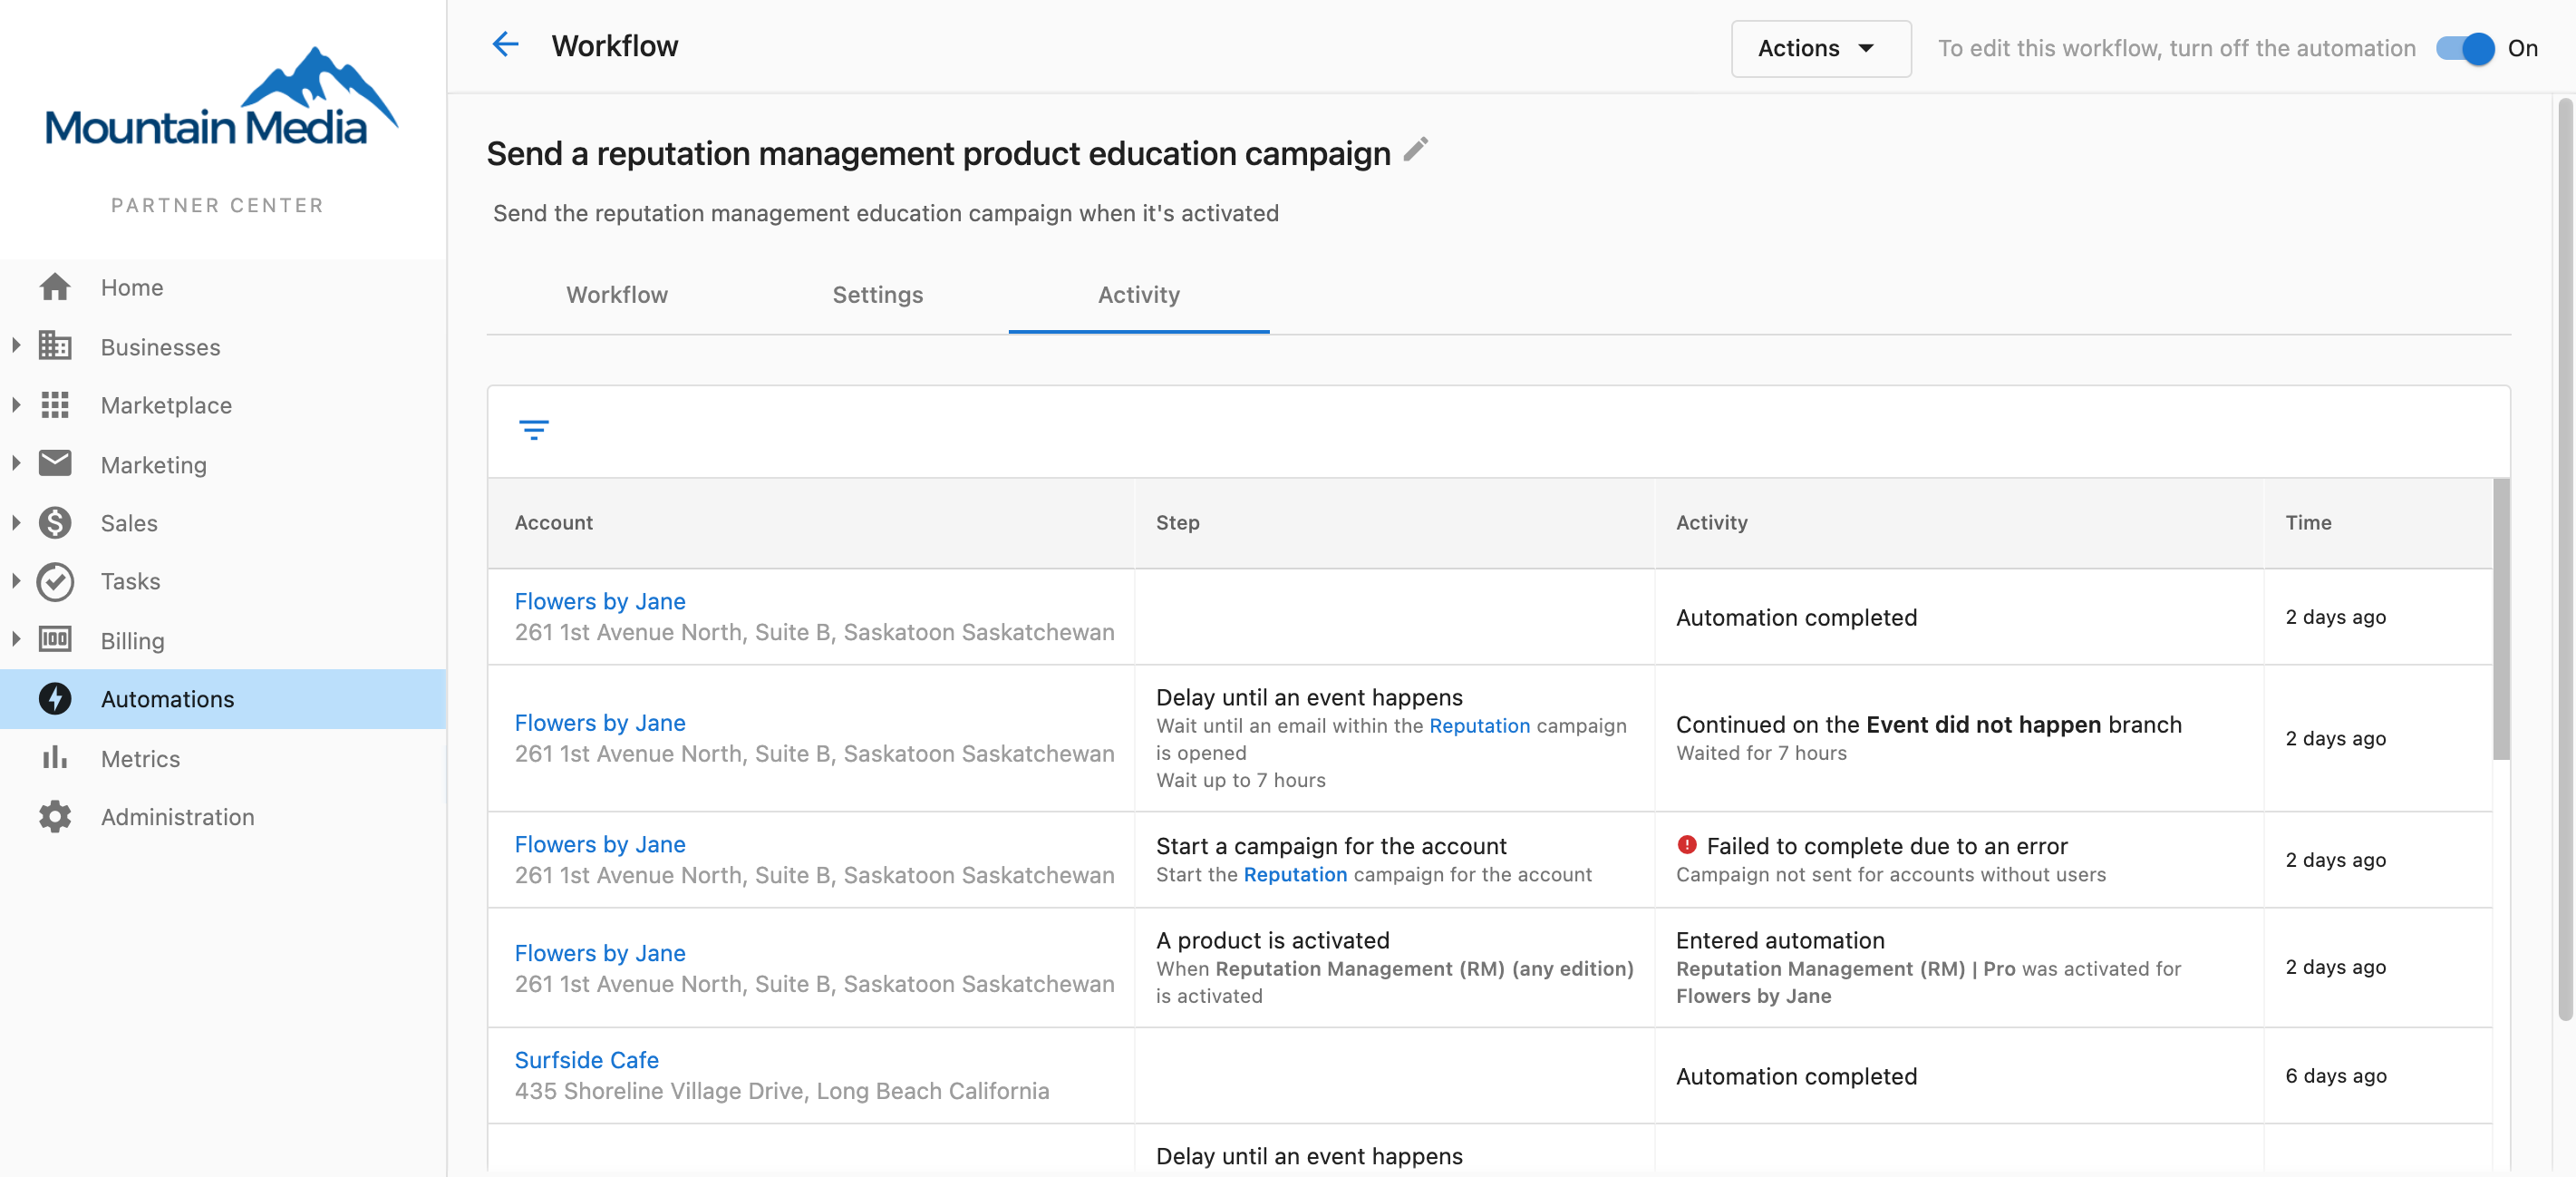 Mountain Media
PARTNER CENTER
Home
Businesses
Marketplace
Marketing
Sales
Tasks
Billing
Automations
Metrics
Administration
Workflow
Actions
To edit this workflow, turn off the automation
On
Send a reputation management product education campaign
Send the reputation management education campaign when it's activated
Workflow
Settings
Activity
Account
Step
Activity
Time
Flowers by Jane
261 1st Avenue North, Suite B, Saskatoon Saskatchewan
Automation completed
2 days ago
Flowers by Jane
261 1st Avenue North, Suite B, Saskatoon Saskatchewan
Delay until an event happens
Wait until an email within the Reputation campaign
is opened
Wait up to 7 hours
Continued on the Event did not happen branch
Waited for 7 hours
2 days ago
Flowers by Jane
261 1st Avenue North, Suite B, Saskatoon Saskatchewan
Start a campaign for the account
Start the Reputation campaign for the account
Failed to complete due to an error
Campaign not sent for accounts without users
2 days ago
Flowers by Jane
261 1st Avenue North, Suite B, Saskatoon Saskatchewan
A product is activated
When Reputation Management (RM) (any edition)
is activated
Entered automation
Reputation Management (RM) | Pro was activated for
Flowers by Jane
2 days ago
Surfside Cafe
435 Shoreline Village Drive, Long Beach California
Automation completed
6 days ago
Delay until an event happens